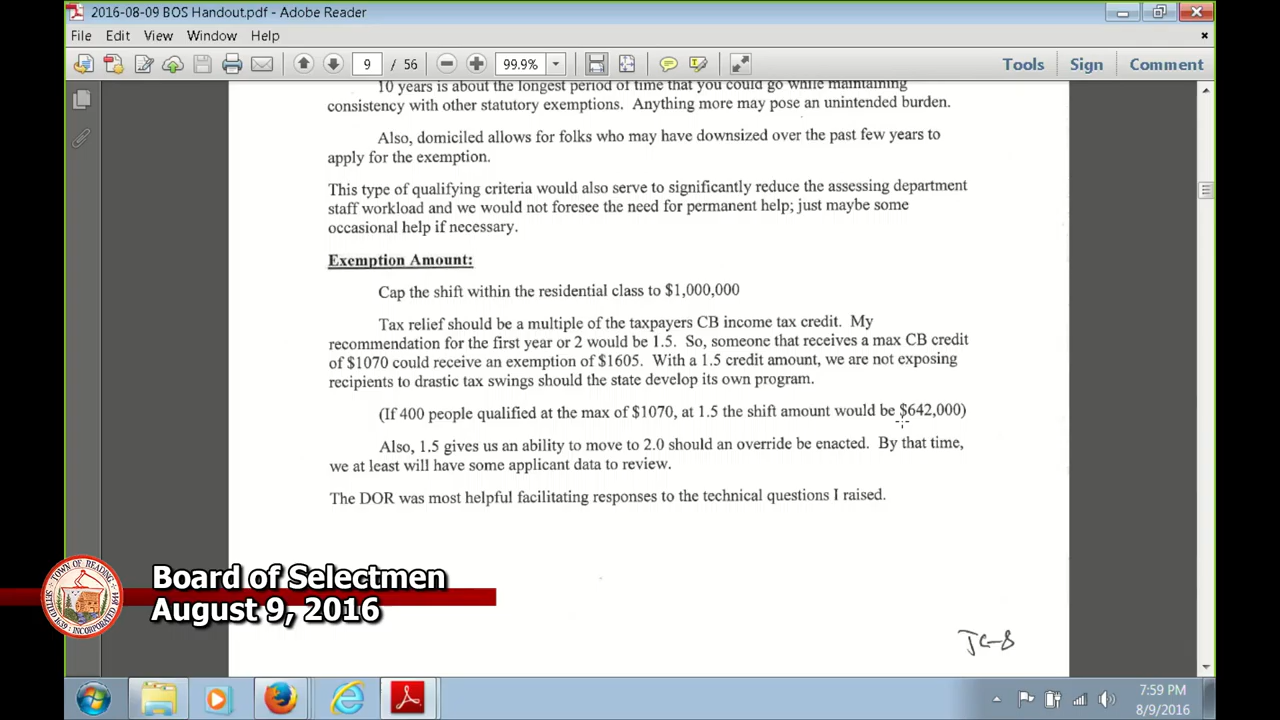 2016-08-09 BOS Handout.pdf - Adobe Reader
File Edit View Window Help
9 / 56 99.9% Tools Sign Comment
10 years is about the longest period of time that you could go while maintaining
consistency with other statutory exemptions. Anything more may pose an unintended burden.
Also, domiciled allows for folks who may have downsized over the past few years to
apply for the exemption.
This type of qualifying criteria would also serve to significantly reduce the assessing department
staff workload and we would not foresee the need for permanent help; just maybe some
occasional help if necessary.
Exemption Amount:
Cap the shift within the residential class to $1,000,000
Tax relief should be a multiple of the taxpayers CB income tax credit. My
recommendation for the first year or 2 would be 1.5. So, someone that receives a max CB credit
of $1070 could receive an exemption of $1605. With a 1.5 credit amount, we are not exposing
recipients to drastic tax swings should the state develop its own program.
(If 400 people qualified at the max of $1070, at 1.5 the shift amount would be $642,000)
Also, 1.5 gives us an ability to move to 2.0 should an override be enacted. By that time,
we at least will have some applicant data to review.
The DOR was most helpful facilitating responses to the technical questions I raised.
TOWN OF READING
Board of Selectmen
August 9, 2016
7:59 PM
8/9/2016